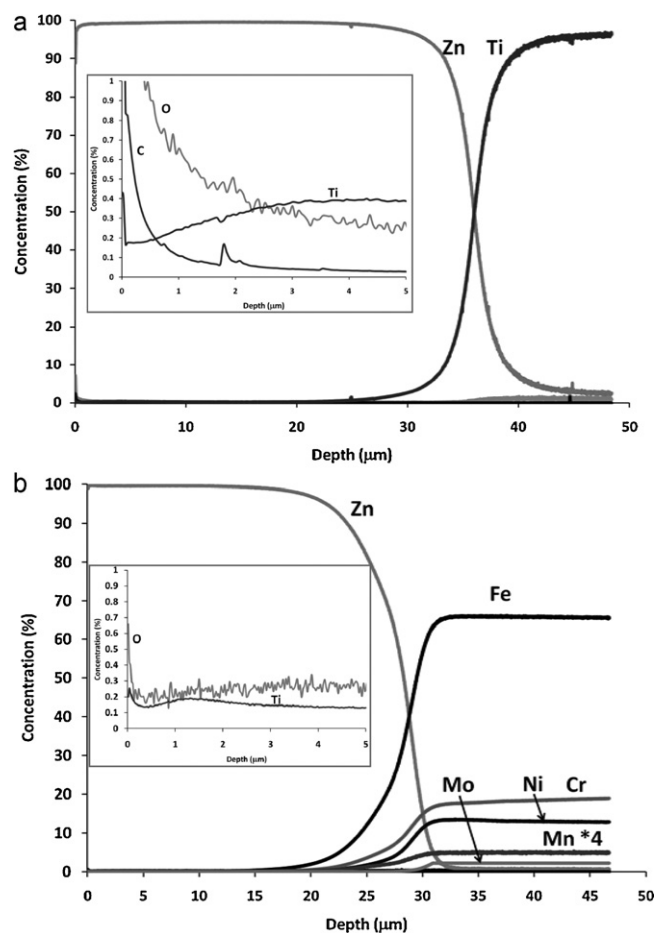 a
100
90
80
70
60
50
40
30
20
10
0
Concentration (%)
0 10 20 30 40 50
Depth (μm)
Zn Ti
1
0.9
0.8
0.7
0.6
0.5
0.4
0.3
0.2
0.1
0
Concentration (%)
O
C
Ti
0 1 2 3 4 5
Depth (μm)
b
100
90
80
70
60
50
40
30
20
10
0
Concentration (%)
Zn
Fe
Mo Ni Cr
Mn *4
0 5 10 15 20 25 30 35 40 45 50
Depth (μm)
1
0.9
0.8
0.7
0.6
0.5
0.4
0.3
0.2
0.1
0
Concentration (%)
O
Ti
0 1 2 3 4 5
Depth (μm)